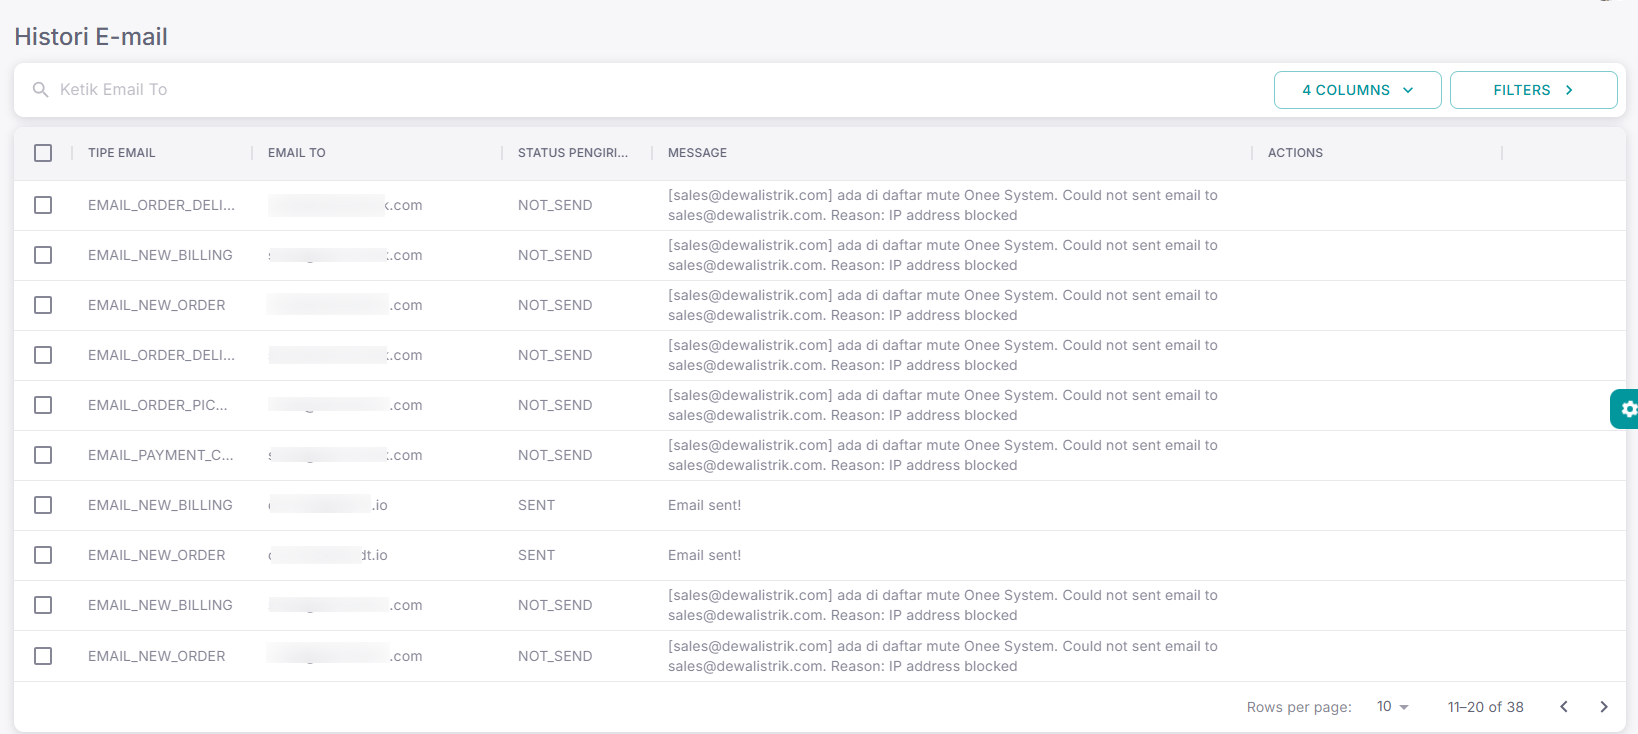 Histori E-mail
Ketik Email To
4 COLUMNS
FILTERS
TIPE EMAIL EMAIL TO STATUS PENGIRI... MESSAGE ACTIONS
EMAIL_ORDER_DELI... .com NOT_SEND [sales@dewalistrik.com] ada di daftar mute Onee System. Could not sent email to
sales@dewalistrik.com. Reason: IP address blocked
EMAIL_NEW_BILLING .com NOT_SEND [sales@dewalistrik.com] ada di daftar mute Onee System. Could not sent email to
sales@dewalistrik.com. Reason: IP address blocked
EMAIL_NEW_ORDER .com NOT_SEND [sales@dewalistrik.com] ada di daftar mute Onee System. Could not sent email to
sales@dewalistrik.com. Reason: IP address blocked
EMAIL_ORDER_DELI... .com NOT_SEND [sales@dewalistrik.com] ada di daftar mute Onee System. Could not sent email to
sales@dewalistrik.com. Reason: IP address blocked
EMAIL_ORDER_PIC... .com NOT_SEND [sales@dewalistrik.com] ada di daftar mute Onee System. Could not sent email to
sales@dewalistrik.com. Reason: IP address blocked
EMAIL_PAYMENT_C... .com NOT_SEND [sales@dewalistrik.com] ada di daftar mute Onee System. Could not sent email to
sales@dewalistrik.com. Reason: IP address blocked
EMAIL_NEW_BILLING .io SENT Email sent!
EMAIL_NEW_ORDER dt.io SENT Email sent!
EMAIL_NEW_BILLING .com NOT_SEND [sales@dewalistrik.com] ada di daftar mute Onee System. Could not sent email to
sales@dewalistrik.com. Reason: IP address blocked
EMAIL_NEW_ORDER .com NOT_SEND [sales@dewalistrik.com] ada di daftar mute Onee System. Could not sent email to
sales@dewalistrik.com. Reason: IP address blocked
Rows per page: 10 11–20 of 38